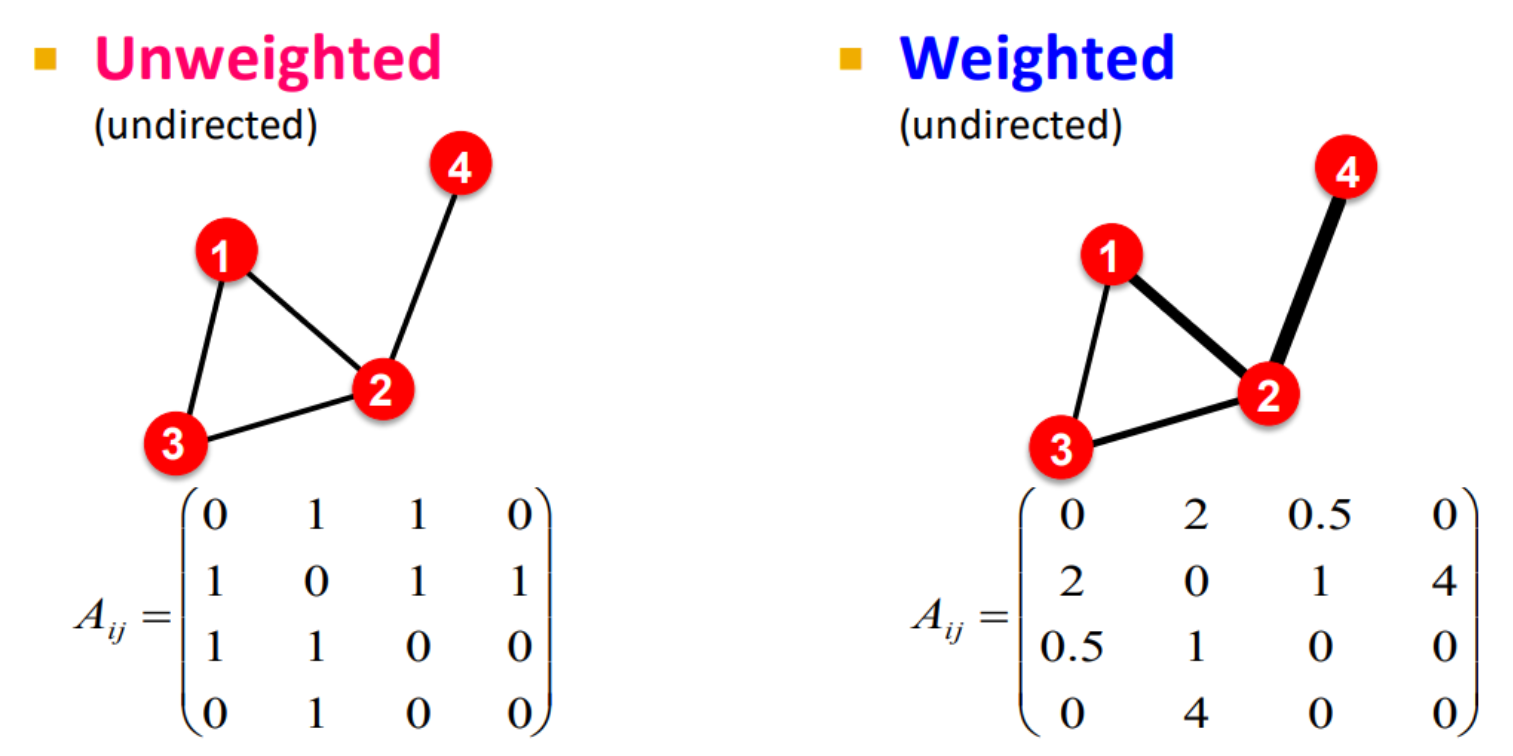 Unweighted
(undirected)
4
1
2
3
A_ij = 
0 1 1 0
1 0 1 1
1 1 0 0
0 1 0 0
Weighted
(undirected)
4
1
2
3
A_ij = 
0 2 0.5 0
2 0 1 4
0.5 1 0 0
0 4 0 0